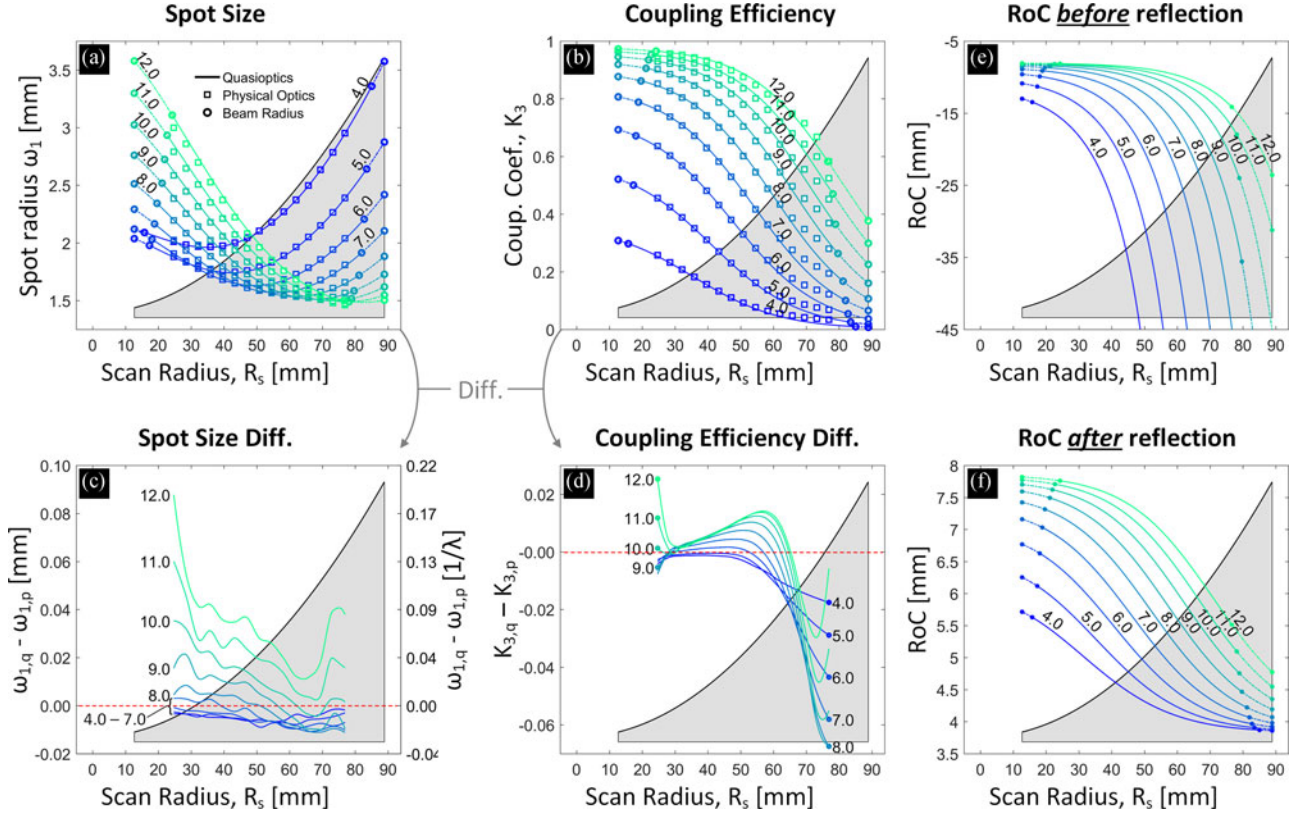 Spot Size
(a)
Spot radius ω₁ [mm]
3.5
3
2.5
2
1.5
12.0
11.0
10.0
9.0
8.0
Quasioptics
Physical Optics
Beam Radius
4.0
5.0
6.0
7.0
0 10 20 30 40 50 60 70 80 90
Scan Radius, Rₛ [mm]
Coupling Efficiency
(b)
Coup. Coef., K₃
1
0.8
0.6
0.4
0.2
0
12.0
11.0
10.0
9.0
8.0
7.0
6.0
5.0
4.0
0 10 20 30 40 50 60 70 80 90
Scan Radius, Rₛ [mm]
RoC before reflection
(e)
RoC [mm]
-5
-15
-25
-35
-45
4.0 5.0 6.0 7.0 8.0 9.0 10.0 11.0 12.0
0 10 20 30 40 50 60 70 80 90
Scan Radius, Rₛ [mm]
Diff.
Spot Size Diff.
(c)
ω₁,q - ω₁,p [mm]
0.10
0.08
0.06
0.04
0.02
0.00
-0.02
12.0
11.0
10.0
9.0
8.0
4.0 – 7.0
0.22
0.17
0.13
0.09
0.04
0.00
-0.04
ω₁,q - ω₁,p [1/λ]
0 10 20 30 40 50 60 70 80 90
Scan Radius, Rₛ [mm]
Coupling Efficiency Diff.
(d)
K₃,q – K₃,p
0.02
-0.00
-0.02
-0.04
-0.06
12.0
11.0
10.0
9.0
4.0
5.0
6.0
7.0
8.0
0 10 20 30 40 50 60 70 80 90
Scan Radius, Rₛ [mm]
RoC after reflection
(f)
RoC [mm]
8
7.5
7
6.5
6
5.5
5
4.5
4
3.5
4.0 5.0 6.0 7.0 8.0 9.0 10.0 11.0 12.0
0 10 20 30 40 50 60 70 80 90
Scan Radius, Rₛ [mm]